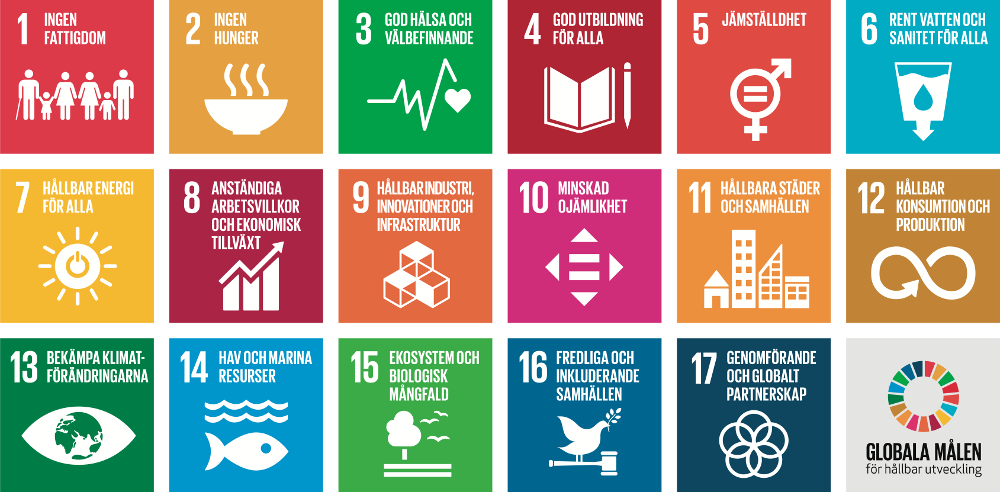 1 INGEN
FATTIGDOM
2 INGEN
HUNGER
3 GOD HÄLSA OCH
VÄLBEFINNANDE
4 GOD UTBILDNING
FÖR ALLA
5 JÄMSTÄLLDHET
6 RENT VATTEN OCH
SANITET FÖR ALLA
7 HÅLLBAR ENERGI
FÖR ALLA
8 ANSTÄNDIGA
ARBETSVILLKOR
OCH EKONOMISK
TILLVÄXT
9 HÅLLBAR INDUSTRI,
INNOVATIONER OCH
INFRASTRUKTUR
10 MINSKAD
OJÄMLIKHET
11 HÅLLBARA STÄDER
OCH SAMHÄLLEN
12 HÅLLBAR
KONSUMTION OCH
PRODUKTION
13 BEKÄMPA KLIMAT-
FÖRÄNDRINGARNA
14 HAV OCH MARINA
RESURSER
15 EKOSYSTEM OCH
BIOLOGISK
MÅNGFALD
16 FREDLIGA OCH
INKLUDERANDE
SAMHÄLLEN
17 GENOMFÖRANDE
OCH GLOBALT
PARTNERSKAP
GLOBALA MÅLEN
för hållbar utveckling